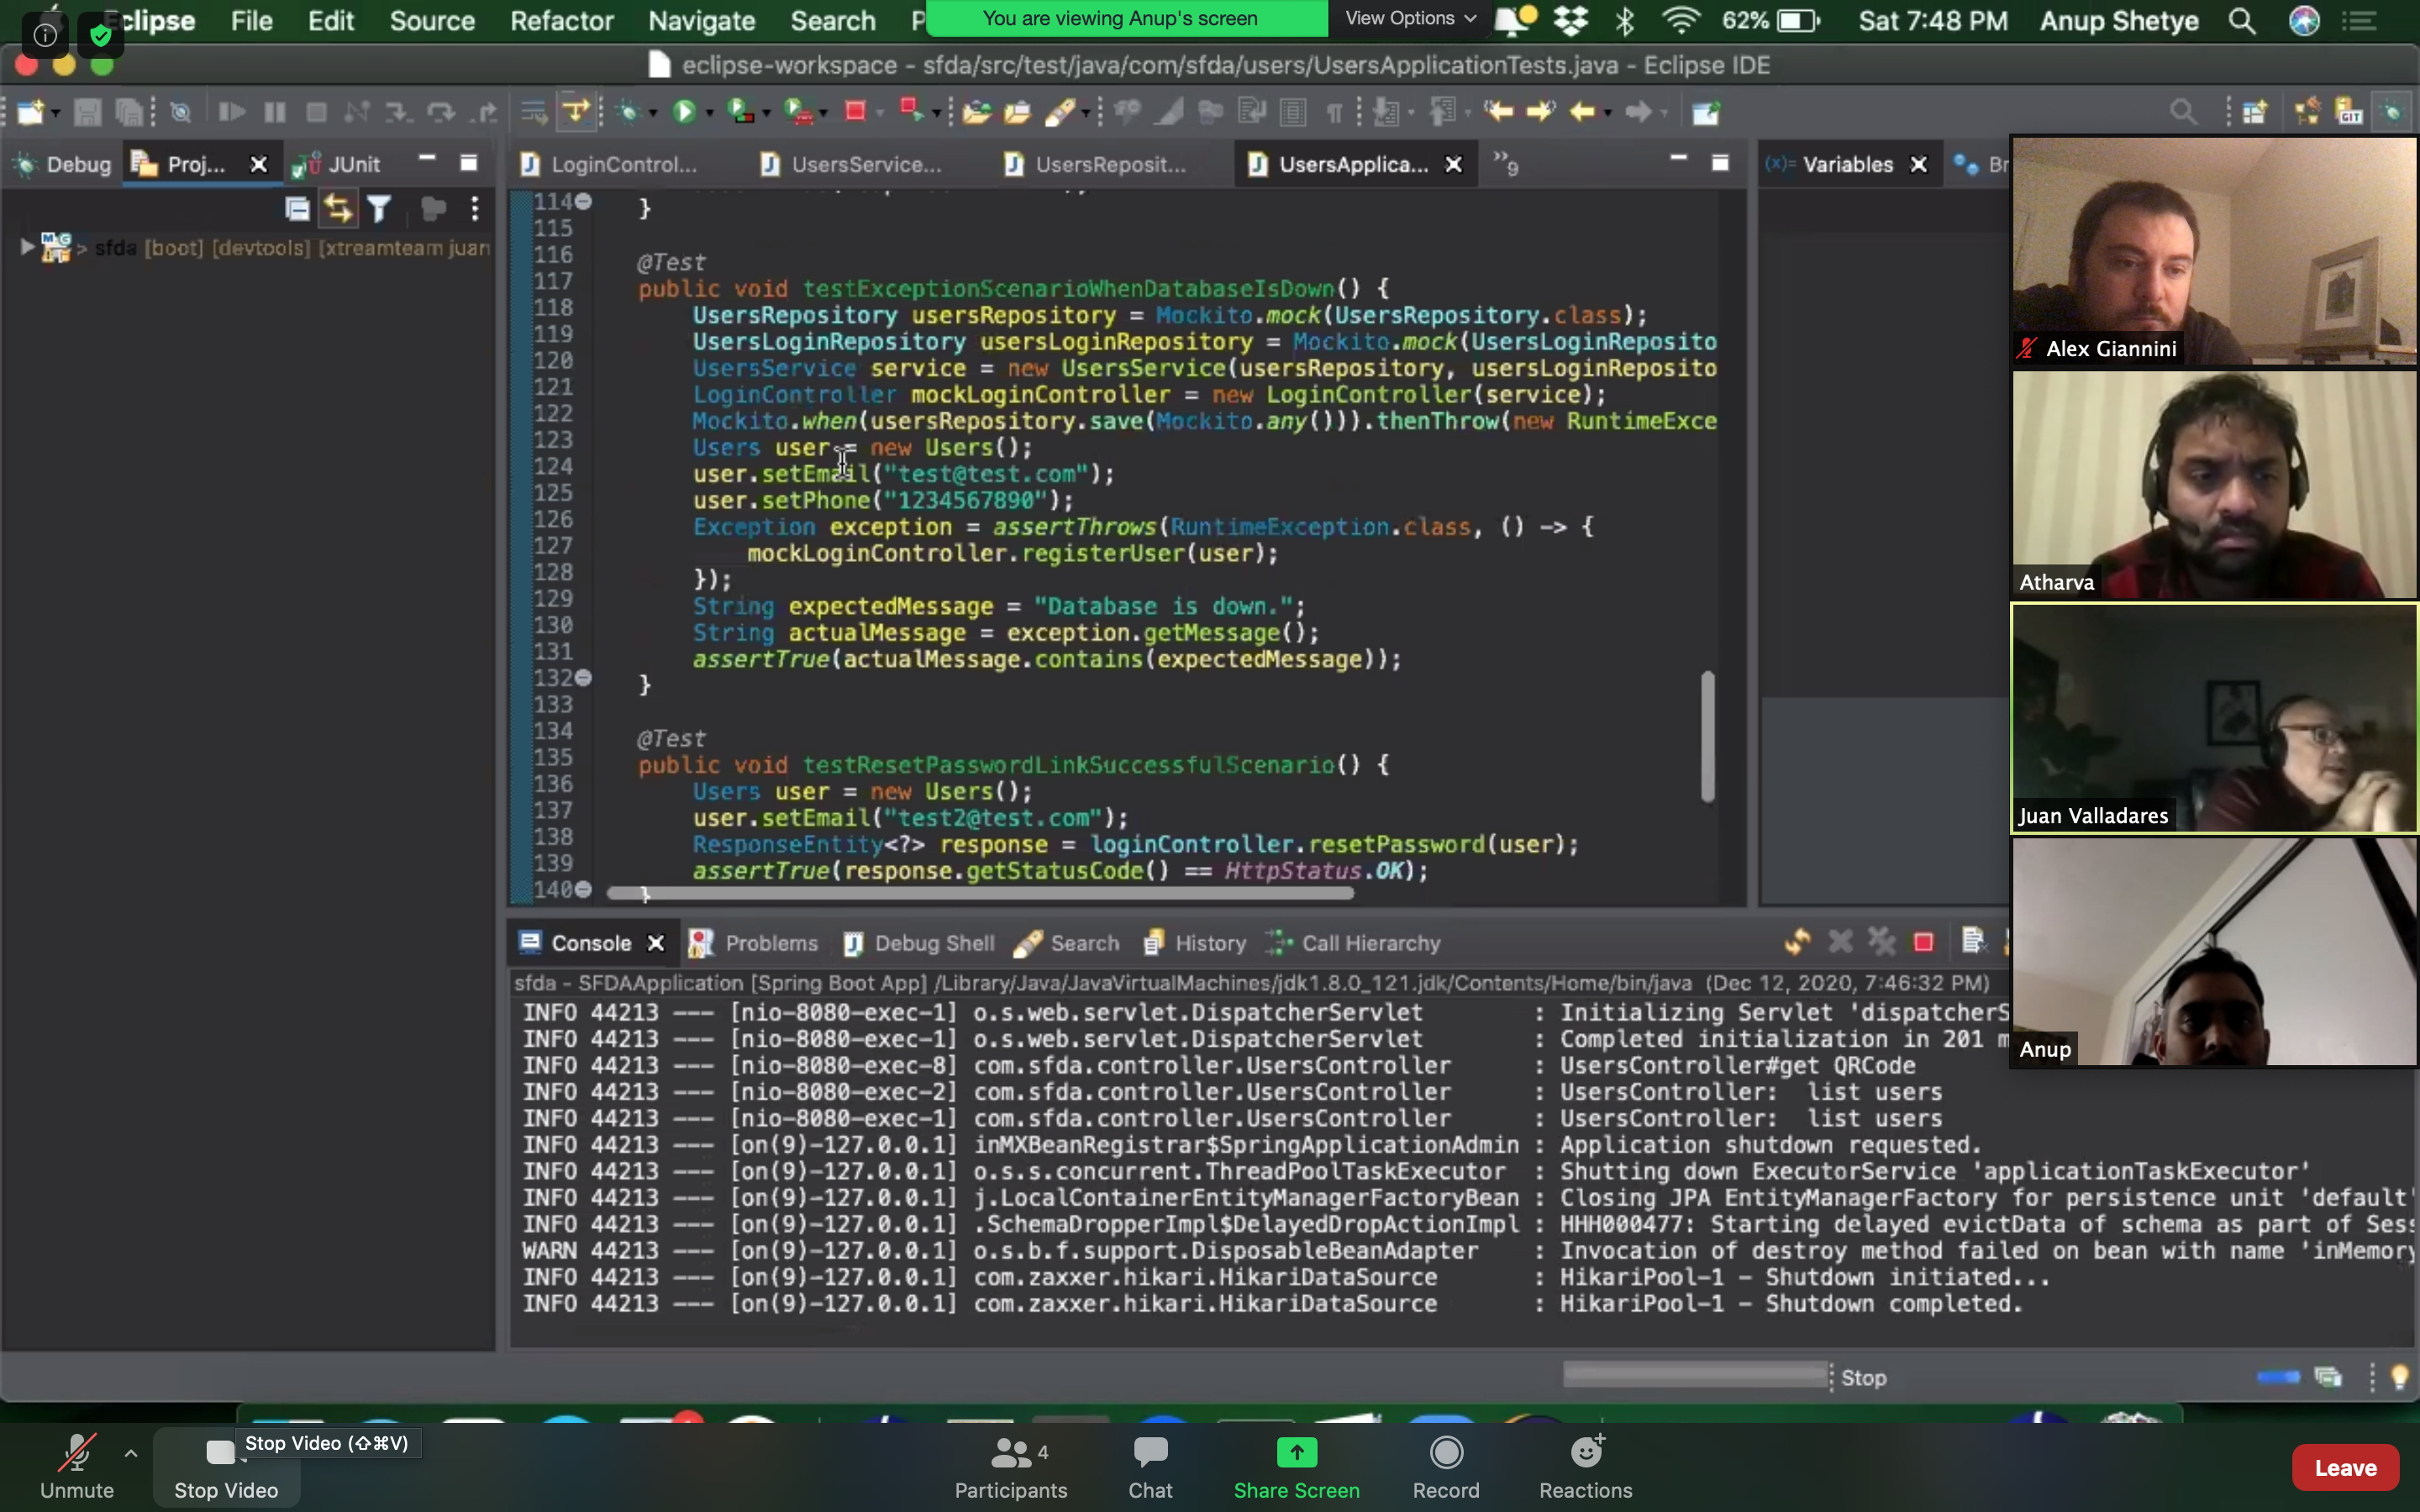 Eclipse File Edit Source Refactor Navigate Search
You are viewing Anup's screen
View Options
62% Sat 7:48 PM Anup Shetye
eclipse-workspace - sfda/src/test/java/com/sfda/users/UsersApplicationTests.java - Eclipse IDE
Debug Proj... JUnit
LoginControl... UsersService... UsersReposit... UsersApplica... 9
Variables Br
> sfda [boot] [devtools] [xtreamteam juan
114 }
115
116 @Test
117 public void testExceptionScenarioWhenDatabaseIsDown() {
118 UsersRepository usersRepository = Mockito.mock(UsersRepository.class);
119 UsersLoginRepository usersLoginRepository = Mockito.mock(UsersLoginReposito
120 UsersService service = new UsersService(usersRepository, usersLoginReposito
121 LoginController mockLoginController = new LoginController(service);
122 Mockito.when(usersRepository.save(Mockito.any())).thenThrow(new RuntimeExce
123 Users user = new Users();
124 user.setEmail("test@test.com");
125 user.setPhone("1234567890");
126 Exception exception = assertThrows(RuntimeException.class, () -> {
127 mockLoginController.registerUser(user);
128 });
129 String expectedMessage = "Database is down.";
130 String actualMessage = exception.getMessage();
131 assertTrue(actualMessage.contains(expectedMessage));
132 }
133
134 @Test
135 public void testResetPasswordLinkSuccessfulScenario() {
136 Users user = new Users();
137 user.setEmail("test2@test.com");
138 ResponseEntity<?> response = loginController.resetPassword(user);
139 assertTrue(response.getStatusCode() == HttpStatus.OK);
140 }
Alex Giannini
Atharva
Juan Valladares
Anup
Console Problems Debug Shell Search History Call Hierarchy
sfda - SFDAApplication [Spring Boot App] /Library/Java/JavaVirtualMachines/jdk1.8.0_121.jdk/Contents/Home/bin/java (Dec 12, 2020, 7:46:32 PM)
INFO 44213 --- [nio-8080-exec-1] o.s.web.servlet.DispatcherServlet : Initializing Servlet 'dispatcherS
INFO 44213 --- [nio-8080-exec-1] o.s.web.servlet.DispatcherServlet : Completed initialization in 201 m
INFO 44213 --- [nio-8080-exec-8] com.sfda.controller.UsersController : UsersController#get QRCode
INFO 44213 --- [nio-8080-exec-2] com.sfda.controller.UsersController : UsersController: list users
INFO 44213 --- [nio-8080-exec-1] com.sfda.controller.UsersController : UsersController: list users
INFO 44213 --- [on(9)-127.0.0.1] inMXBeanRegistrar$SpringApplicationAdmin : Application shutdown requested.
INFO 44213 --- [on(9)-127.0.0.1] o.s.s.concurrent.ThreadPoolTaskExecutor : Shutting down ExecutorService 'applicationTaskExecutor'
INFO 44213 --- [on(9)-127.0.0.1] j.LocalContainerEntityManagerFactoryBean : Closing JPA EntityManagerFactory for persistence unit 'default'
INFO 44213 --- [on(9)-127.0.0.1] .SchemaDropperImpl$DelayedDropActionImpl : HHH000477: Starting delayed evictData of schema as part of Sess
WARN 44213 --- [on(9)-127.0.0.1] o.s.b.f.support.DisposableBeanAdapter : Invocation of destroy method failed on bean with name 'inMemory
INFO 44213 --- [on(9)-127.0.0.1] com.zaxxer.hikari.HikariDataSource : HikariPool-1 - Shutdown initiated...
INFO 44213 --- [on(9)-127.0.0.1] com.zaxxer.hikari.HikariDataSource : HikariPool-1 - Shutdown completed.
Stop
Stop Video (⇧⌘V)
Unmute Stop Video Participants 4 Chat Share Screen Record Reactions Leave